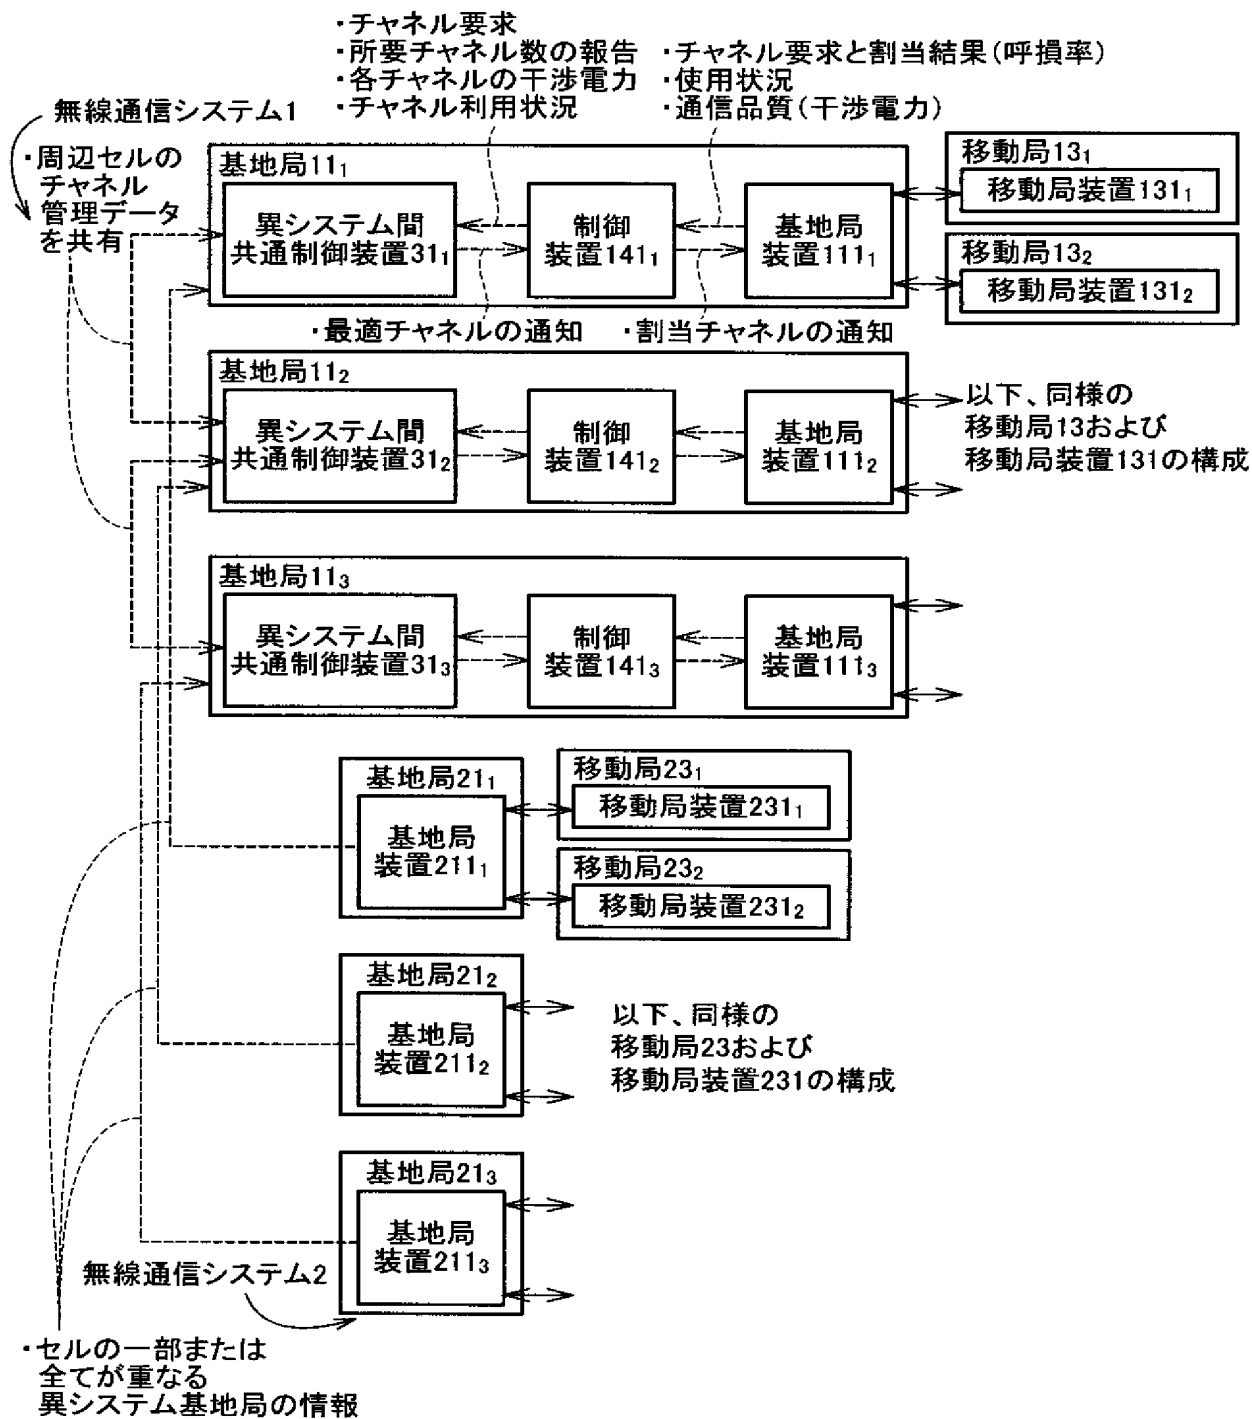 ・チャネル要求
・所要チャネル数の報告
・各チャネルの干渉電力
・チャネル利用状況
・チャネル要求と割当結果(呼損率)
・使用状況
・通信品質(干渉電力)
無線通信システム1
・周辺セルの
チャネル
管理データ
を共有
基地局11₁
異システム間
共通制御装置31₁
制御
装置141₁
基地局
装置111₁
移動局13₁
移動局装置131₁
移動局13₂
移動局装置131₂
・最適チャネルの通知
・割当チャネルの通知
基地局11₂
異システム間
共通制御装置31₂
制御
装置141₂
基地局
装置111₂
以下、同様の
移動局13および
移動局装置131の構成
基地局11₃
異システム間
共通制御装置31₃
制御
装置141₃
基地局
装置111₃
基地局21₁
基地局
装置211₁
移動局23₁
移動局装置231₁
移動局23₂
移動局装置231₂
基地局21₂
基地局
装置211₂
以下、同様の
移動局23および
移動局装置231の構成
基地局21₃
基地局
装置211₃
無線通信システム2
・セルの一部または
全てが重なる
異システム基地局の情報